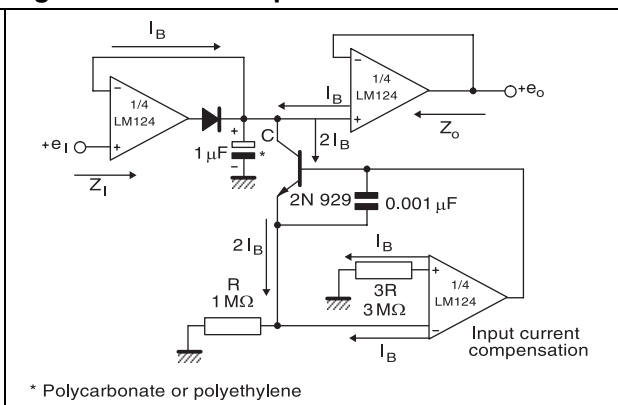 I_B
-
1/4
LM124
+e_I
+
Z_I
+
1 μF
*
-
C
I_B
2I_B
-
1/4
LM124
+
+e_o
Z_o
2N 929
0.001 μF
2I_B
R
1 MΩ
I_B
3R
3 MΩ
+
1/4
LM124
-
I_B
Input current
compensation
* Polycarbonate or polyethylene